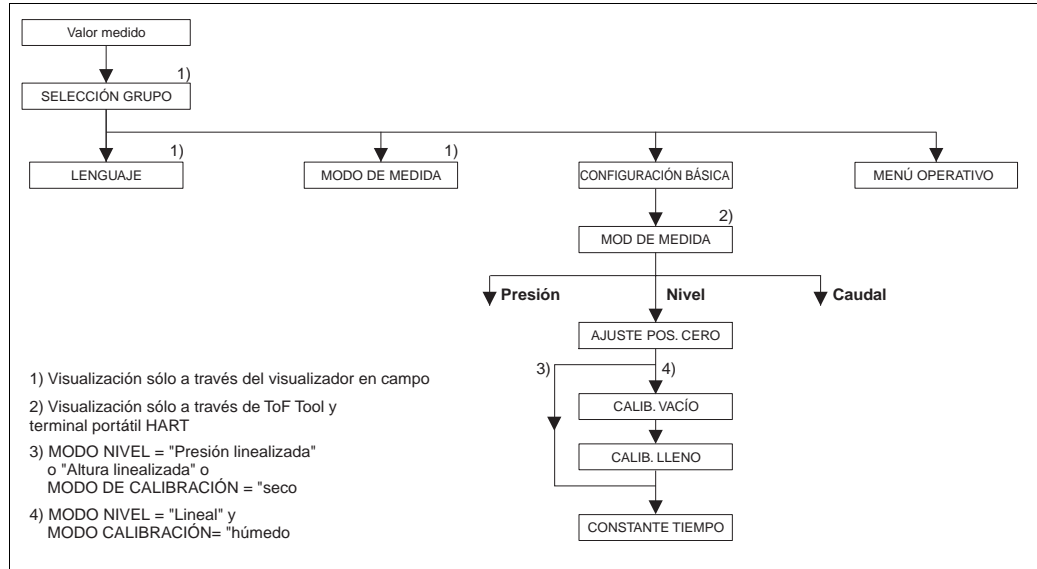 Valor medido
1)
SELECCIÓN GRUPO
1)
1)
LENGUAJE
MODO DE MEDIDA
CONFIGURACIÓN BÁSICA
MENÚ OPERATIVO
2)
MOD DE MEDIDA
Presión
Nivel
Caudal
AJUSTE POS. CERO
3)
4)
CALIB. VACÍO
CALIB. LLENO
CONSTANTE TIEMPO
1) Visualización sólo a través del visualizador en campo
2) Visualización sólo a través de ToF Tool y
terminal portátil HART
3) MODO NIVEL = "Presión linealizada"
o "Altura linealizada" o
MODO DE CALIBRACIÓN = "seco
4) MODO NIVEL = "Lineal" y
MODO CALIBRACIÓN= "húmedo